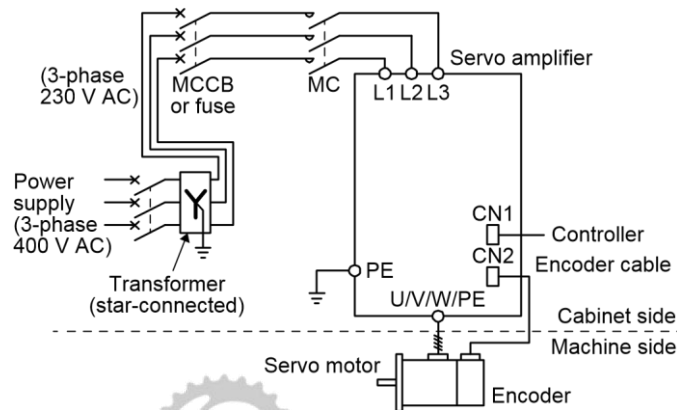 (3-phase
230 V AC)
MCCB
or fuse
MC
Servo amplifier
L1 L2 L3
Power
supply
(3-phase
400 V AC)
Transformer
(star-connected)
PE
CN1
Controller
CN2
Encoder cable
U/V/W/PE
Cabinet side
Machine side
Servo motor
Encoder